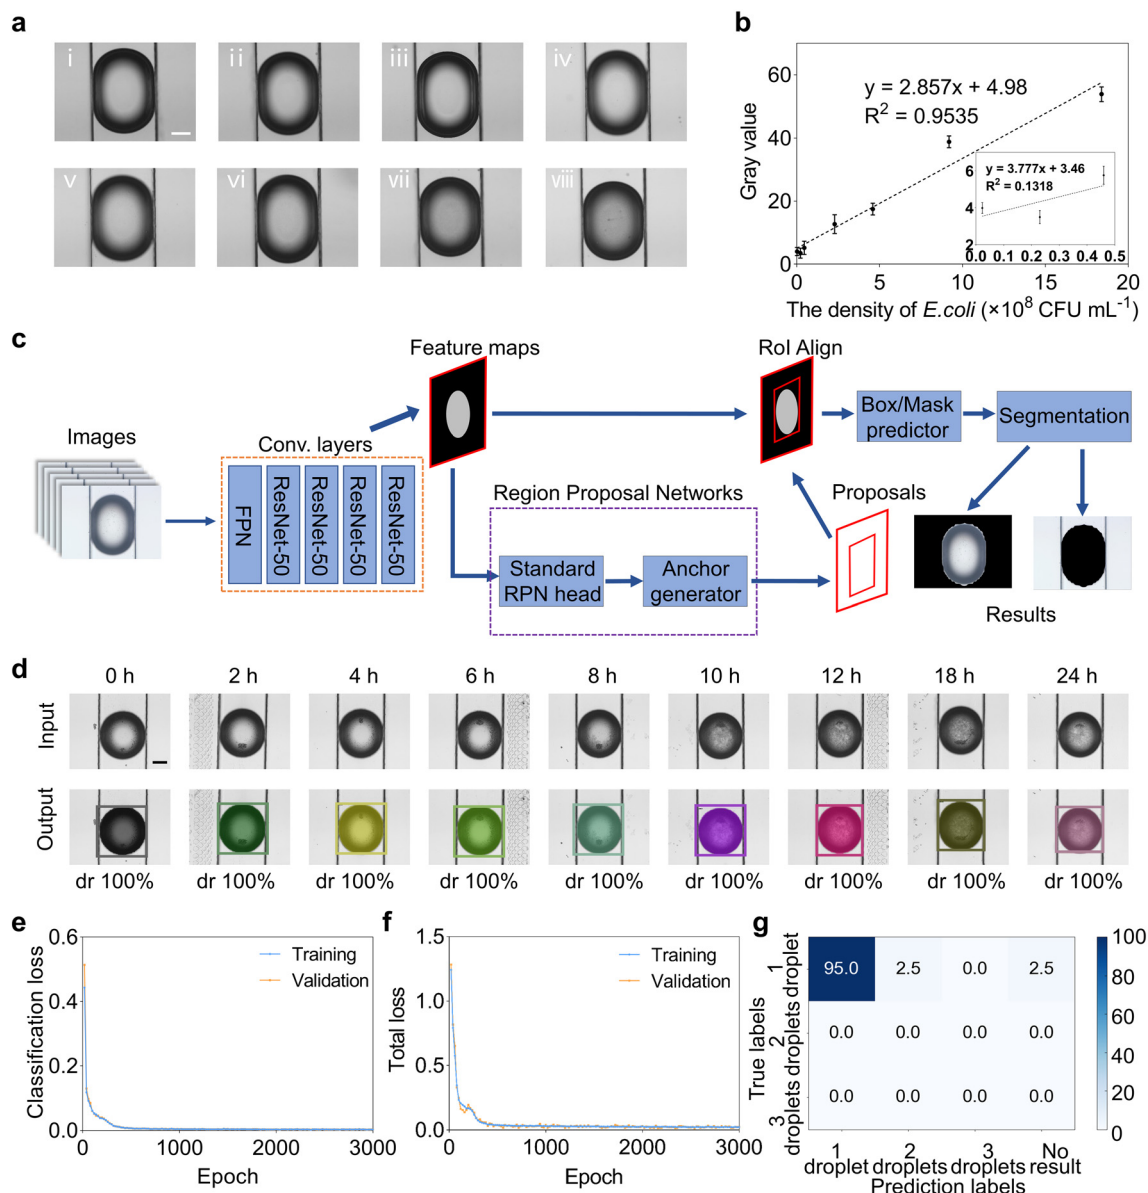 a
i
ii
iii
iv
v
vi
vii
viii
b
Gray value
60
40
20
0
y = 2.857x + 4.98
R² = 0.9535
y = 3.777x + 3.46
R² = 0.1318
6
4
2
0.0 0.1 0.2 0.3 0.4 0.5
0 5 10 15 20
The density of E.coli (×10⁸ CFU mL⁻¹)
c
Images
Conv. layers
FPN
ResNet-50
ResNet-50
ResNet-50
ResNet-50
Feature maps
Region Proposal Networks
Standard
RPN head
Anchor
generator
Proposals
RoI Align
Box/Mask
predictor
Segmentation
Results
d
0 h 2 h 4 h 6 h 8 h 10 h 12 h 18 h 24 h
Input
Output
dr 100% dr 100% dr 100% dr 100% dr 100% dr 100% dr 100% dr 100% dr 100%
e
Classification loss
0.6
0.4
0.2
0.0
Training
Validation
0 1000 2000 3000
Epoch
f
Total loss
1.5
1.0
0.5
0.0
Training
Validation
0 1000 2000 3000
Epoch
g
True labels
1
droplet
2
droplets
3
droplets
95.0 2.5 0.0 2.5
0.0 0.0 0.0 0.0
0.0 0.0 0.0 0.0
1 2 3 No
droplet droplets droplets result
Prediction labels
100
80
60
40
20
0